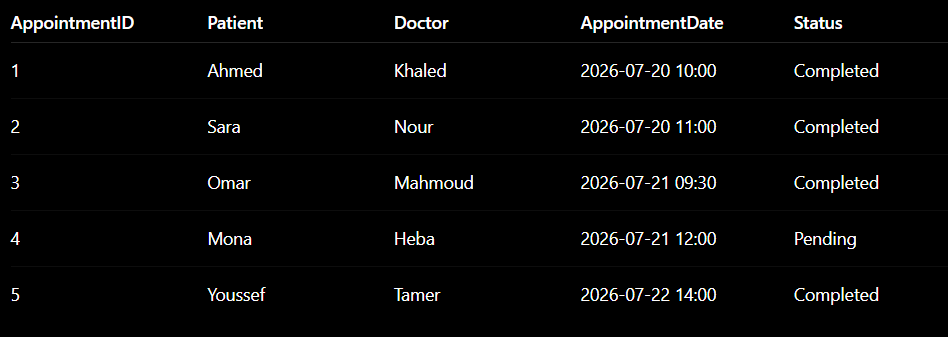 AppointmentID Patient Doctor AppointmentDate Status
1 Ahmed Khaled 2026-07-20 10:00 Completed
2 Sara Nour 2026-07-20 11:00 Completed
3 Omar Mahmoud 2026-07-21 09:30 Completed
4 Mona Heba 2026-07-21 12:00 Pending
5 Youssef Tamer 2026-07-22 14:00 Completed